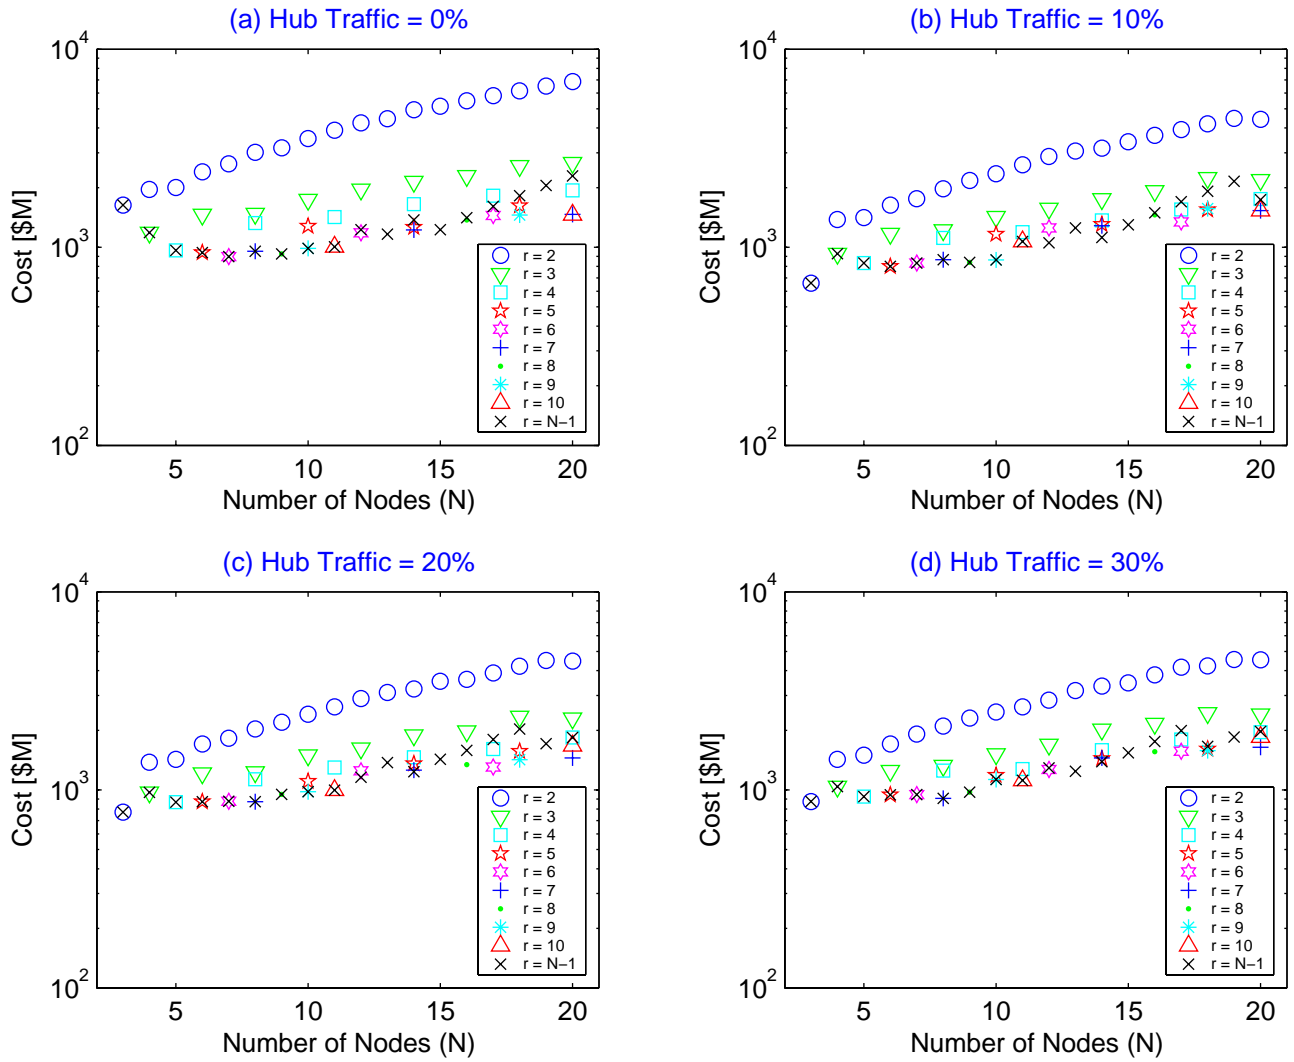 (a) Hub Traffic = 0%
10^4
10^3
10^2
Cost [$M]
5 10 15 20
Number of Nodes (N)
r = 2
r = 3
r = 4
r = 5
r = 6
r = 7
r = 8
r = 9
r = 10
r = N−1
(b) Hub Traffic = 10%
10^4
10^3
10^2
Cost [$M]
5 10 15 20
Number of Nodes (N)
r = 2
r = 3
r = 4
r = 5
r = 6
r = 7
r = 8
r = 9
r = 10
r = N−1
(c) Hub Traffic = 20%
10^4
10^3
10^2
Cost [$M]
5 10 15 20
Number of Nodes (N)
r = 2
r = 3
r = 4
r = 5
r = 6
r = 7
r = 8
r = 9
r = 10
r = N−1
(d) Hub Traffic = 30%
10^4
10^3
10^2
Cost [$M]
5 10 15 20
Number of Nodes (N)
r = 2
r = 3
r = 4
r = 5
r = 6
r = 7
r = 8
r = 9
r = 10
r = N−1